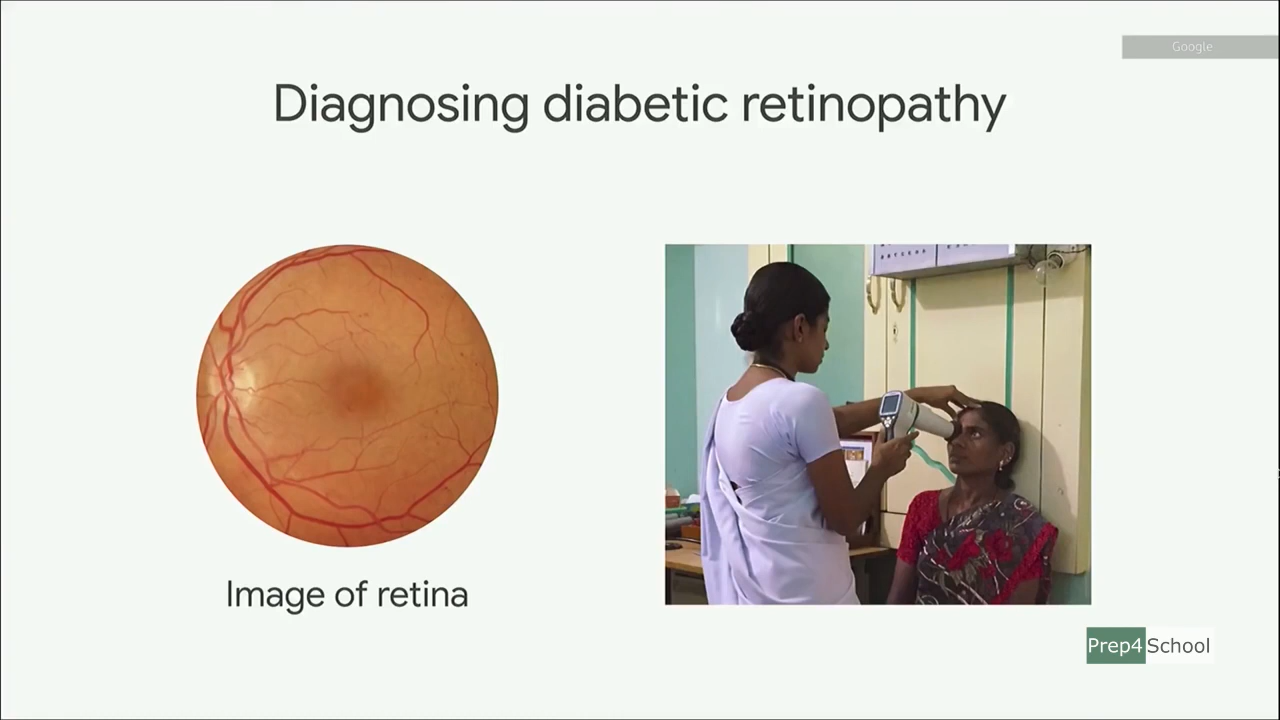 Google
Diagnosing diabetic retinopathy
Image of retina
Prep4School